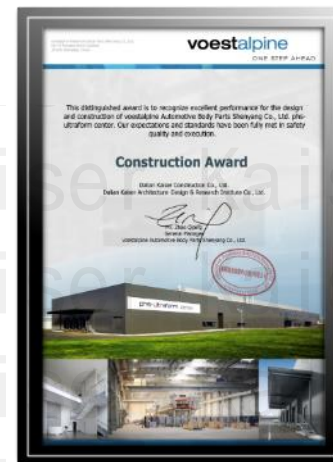 voestalpine
ONE STEP AHEAD
This distinguished award is to recognize excellent performance for the design
and construction of voestalpine Automotive Body Parts Shenyang Co., Ltd. phs-
ultraform center. Our expectations and standards have been fully met in safety
quality and execution.
Construction Award
Dalian Kaiser Construction Co., Ltd.
Dalian Kaiser Architecture Design & Research Institute Co., Ltd.
General Manager
voestalpine Automotive Body Parts Shenyang Co., Ltd.
phs-ultraform